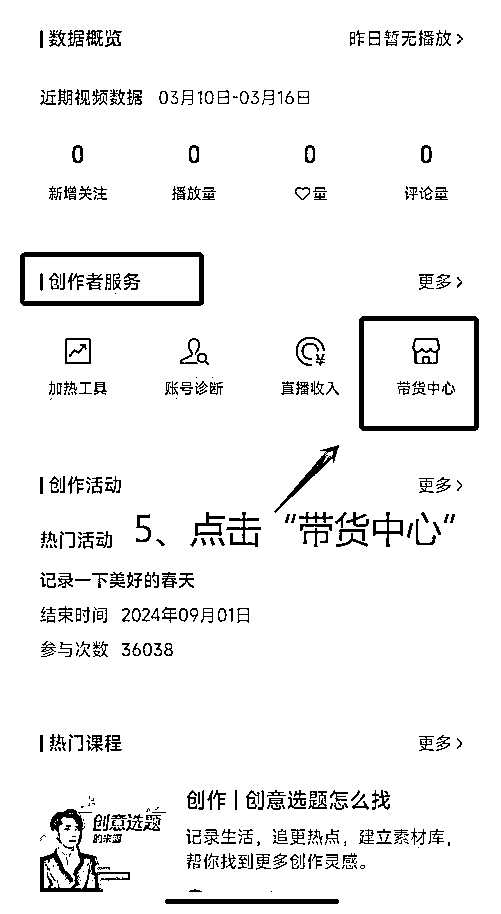 数据概览 昨日暂无播放 >
近期视频数据 03月10日-03月16日
0 0 0 0
新增关注 播放量 ♡量 评论量
创作者服务 更多 >
加热工具 账号诊断 直播收入 带货中心
创作活动 更多 >
热门活动 5、点击“带货中心”
记录一下美好的春天
结束时间 2024年09月01日
参与次数 36038
热门课程 更多 >
创作 | 创意选题怎么找
创意选题
的来源
记录生活，追更热点，建立素材库，
帮你找到更多创作灵感。